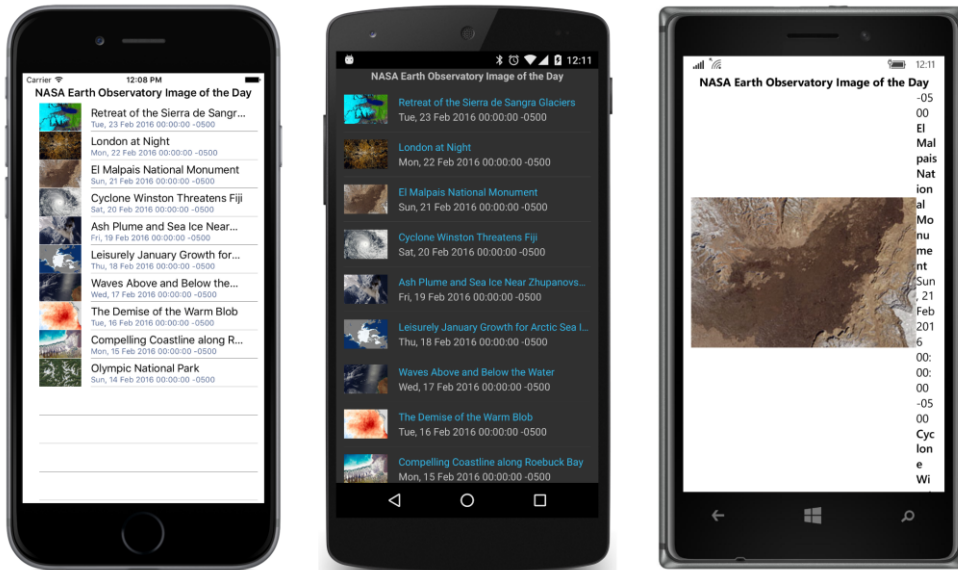 Carrier 12:08 PM
NASA Earth Observatory Image of the Day
Retreat of the Sierra de Sangr...
Tue, 23 Feb 2016 00:00:00 -0500
London at Night
Mon, 22 Feb 2016 00:00:00 -0500
El Malpais National Monument
Sun, 21 Feb 2016 00:00:00 -0500
Cyclone Winston Threatens Fiji
Sat, 20 Feb 2016 00:00:00 -0500
Ash Plume and Sea Ice Near...
Fri, 19 Feb 2016 00:00:00 -0500
Leisurely January Growth for...
Thu, 18 Feb 2016 00:00:00 -0500
Waves Above and Below the...
Wed, 17 Feb 2016 00:00:00 -0500
The Demise of the Warm Blob
Tue, 16 Feb 2016 00:00:00 -0500
Compelling Coastline along R...
Mon, 15 Feb 2016 00:00:00 -0500
Olympic National Park
Sun, 14 Feb 2016 00:00:00 -0500
12:11
NASA Earth Observatory Image of the Day
Retreat of the Sierra de Sangra Glaciers
Tue, 23 Feb 2016 00:00:00 -0500
London at Night
Mon, 22 Feb 2016 00:00:00 -0500
El Malpais National Monument
Sun, 21 Feb 2016 00:00:00 -0500
Cyclone Winston Threatens Fiji
Sat, 20 Feb 2016 00:00:00 -0500
Ash Plume and Sea Ice Near Zhupanovs...
Fri, 19 Feb 2016 00:00:00 -0500
Leisurely January Growth for Arctic Sea I...
Thu, 18 Feb 2016 00:00:00 -0500
Waves Above and Below the Water
Wed, 17 Feb 2016 00:00:00 -0500
The Demise of the Warm Blob
Tue, 16 Feb 2016 00:00:00 -0500
Compelling Coastline along Roebuck Bay
Mon, 15 Feb 2016 00:00:00 -0500
12:11
NASA Earth Observatory Image of the Day
-05
00
El
Mal
pais
Nat
ion
al
Mo
nu
me
nt
Sun
, 21
Feb
201
6
00:
00:
00
-05
00
Cyc
lon
e
Wi